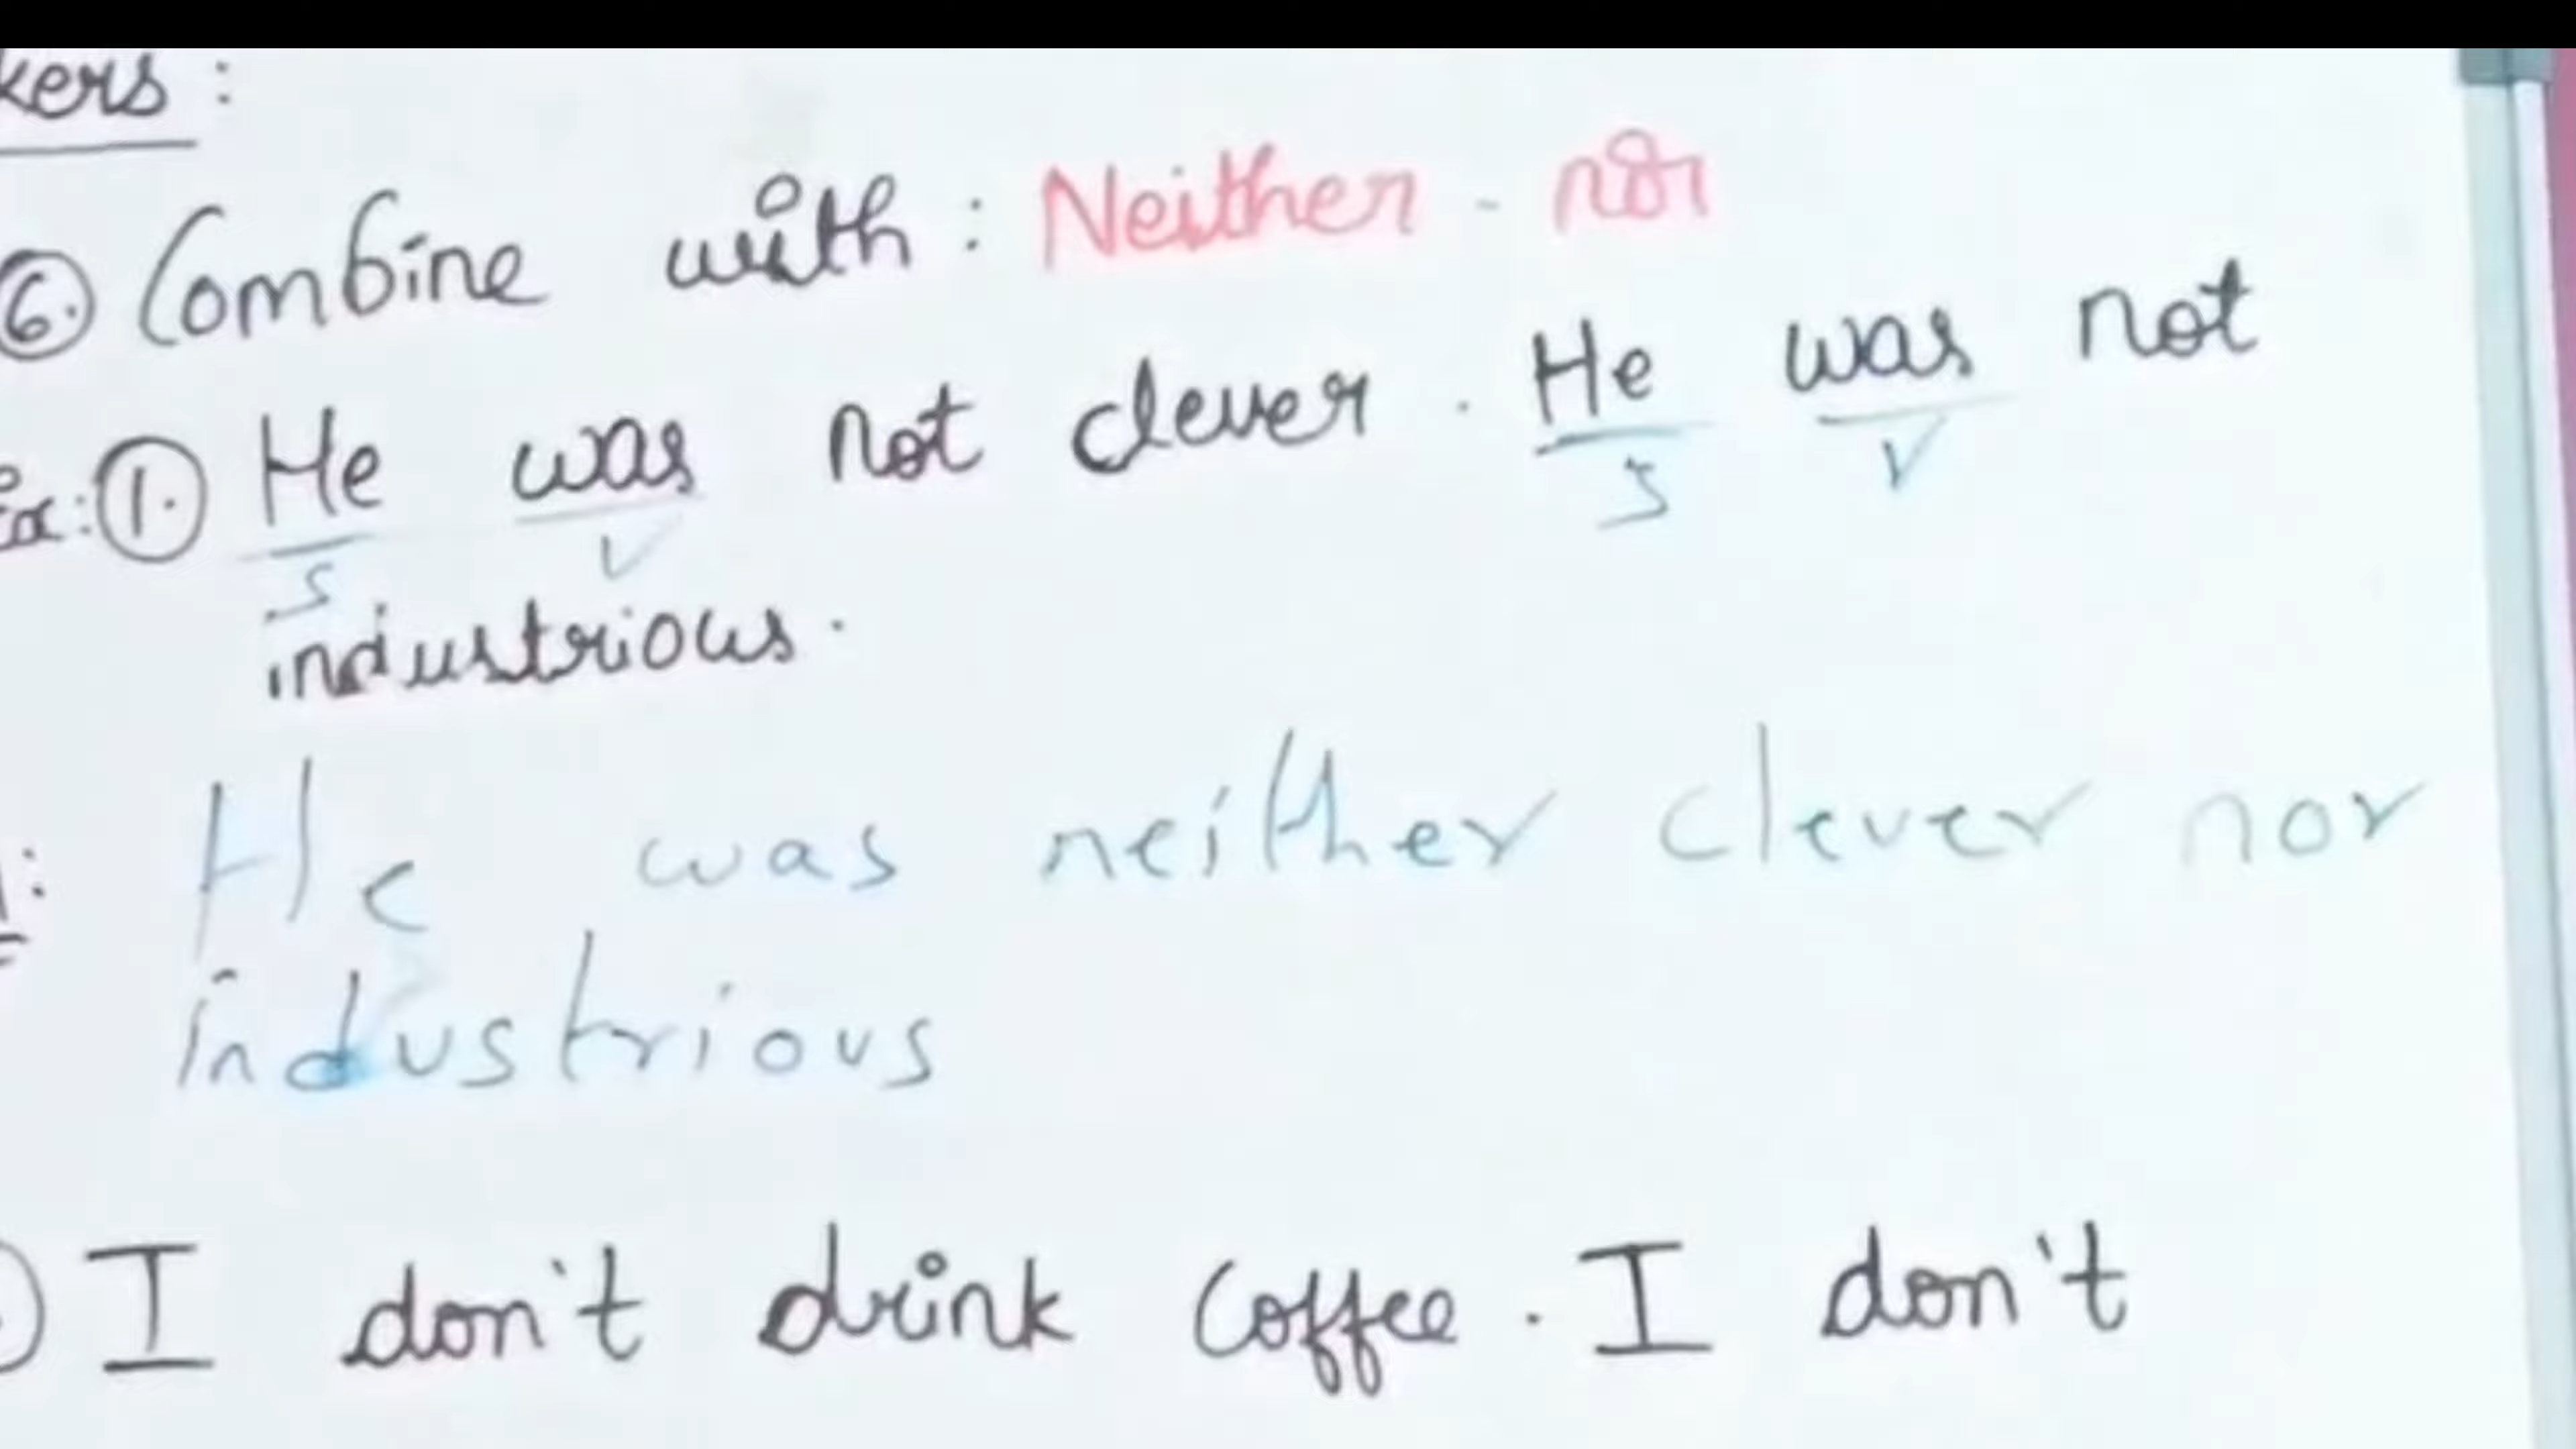 kers :
6. Combine with : Neither - nor
Ex: 1. He was not clever. He was not
S V S V
industrious.
He was neither clever nor
industrious
I don't drink Coffee. I don't